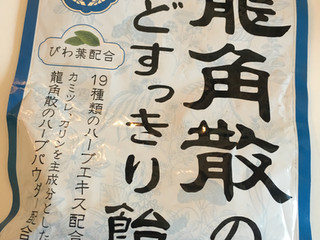 龍角散の
どすっきり飴
びわ葉配合
19種類のハーブエキス配合
カミツレ、カリンを主成分とした
龍角散のハーブパウダー配合